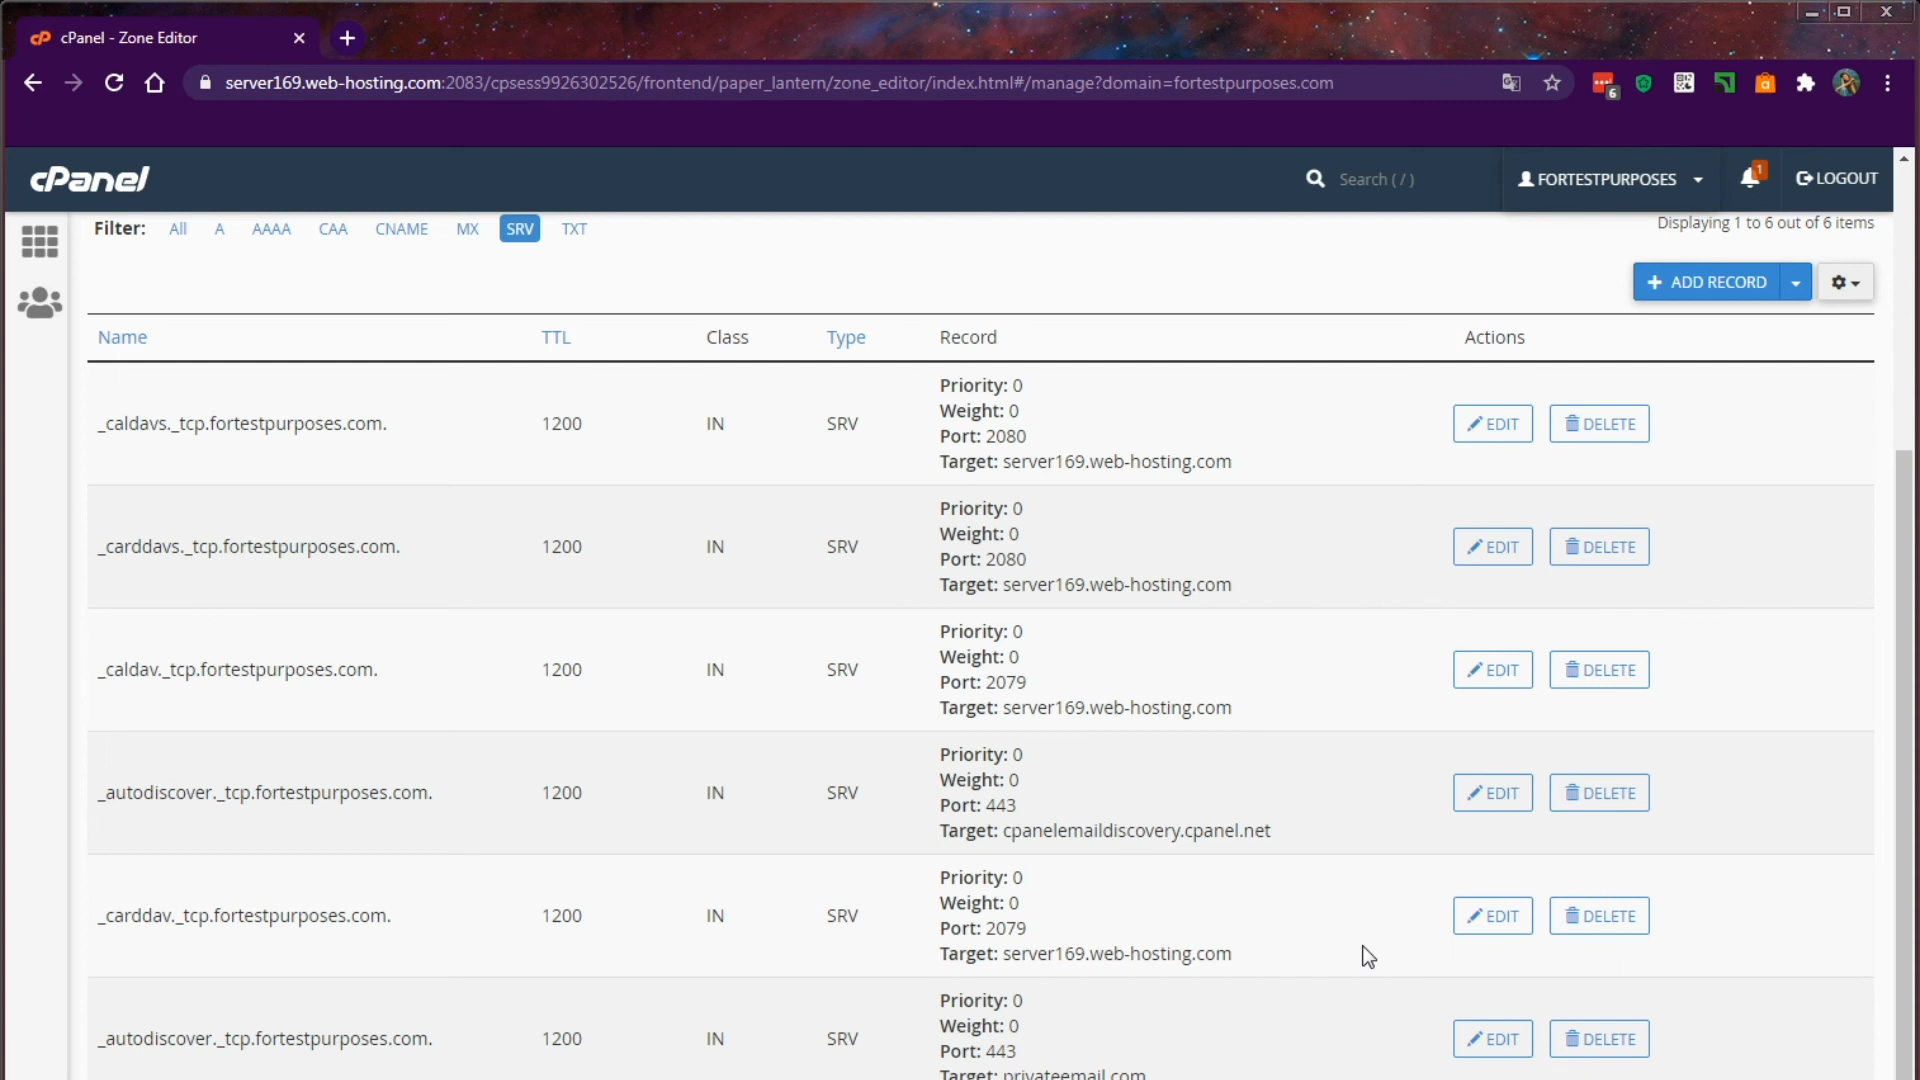 cPanel - Zone Editor
server169.web-hosting.com:2083/cpsess9926302526/frontend/paper_lantern/zone_editor/index.html#/manage?domain=fortestpurposes.com
6
cPanel
Search ( / )
FORTESTPURPOSES
1
LOGOUT
Filter: All A AAAA CAA CNAME MX SRV TXT
Displaying 1 to 6 out of 6 items
+ ADD RECORD
Name TTL Class Type Record Actions
Priority: 0
Weight: 0
_caldavs._tcp.fortestpurposes.com. 1200 IN SRV EDIT DELETE
Port: 2080
Target: server169.web-hosting.com
Priority: 0
Weight: 0
_carddavs._tcp.fortestpurposes.com. 1200 IN SRV EDIT DELETE
Port: 2080
Target: server169.web-hosting.com
Priority: 0
Weight: 0
_caldav._tcp.fortestpurposes.com. 1200 IN SRV EDIT DELETE
Port: 2079
Target: server169.web-hosting.com
Priority: 0
Weight: 0
_autodiscover._tcp.fortestpurposes.com. 1200 IN SRV EDIT DELETE
Port: 443
Target: cpanelemaildiscovery.cpanel.net
Priority: 0
Weight: 0
_carddav._tcp.fortestpurposes.com. 1200 IN SRV EDIT DELETE
Port: 2079
Target: server169.web-hosting.com
Priority: 0
Weight: 0
_autodiscover._tcp.fortestpurposes.com. 1200 IN SRV EDIT DELETE
Port: 443
Target: privateemail.com